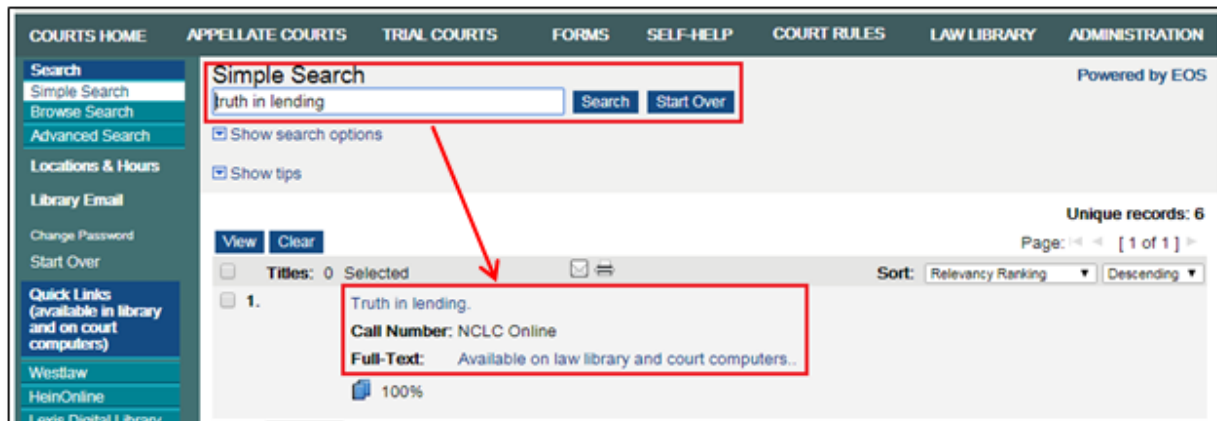 COURTS HOME APPELLATE COURTS TRIAL COURTS FORMS SELF-HELP COURT RULES LAW LIBRARY ADMINISTRATION
Search
Simple Search
Browse Search
Advanced Search
Locations & Hours
Library Email
Change Password
Start Over
Quick Links
(available in library
and on court
computers)
Westlaw
HeinOnline
Lexis Digital Library
Simple Search
Powered by EOS
truth in lending Search Start Over
Show search options
Show tips
Unique records: 6
View Clear Page: [ 1 of 1 ]
Titles: 0 Selected Sort: Relevancy Ranking Descending
1. Truth in lending.
Call Number: NCLC Online
Full-Text: Available on law library and court computers..
100%